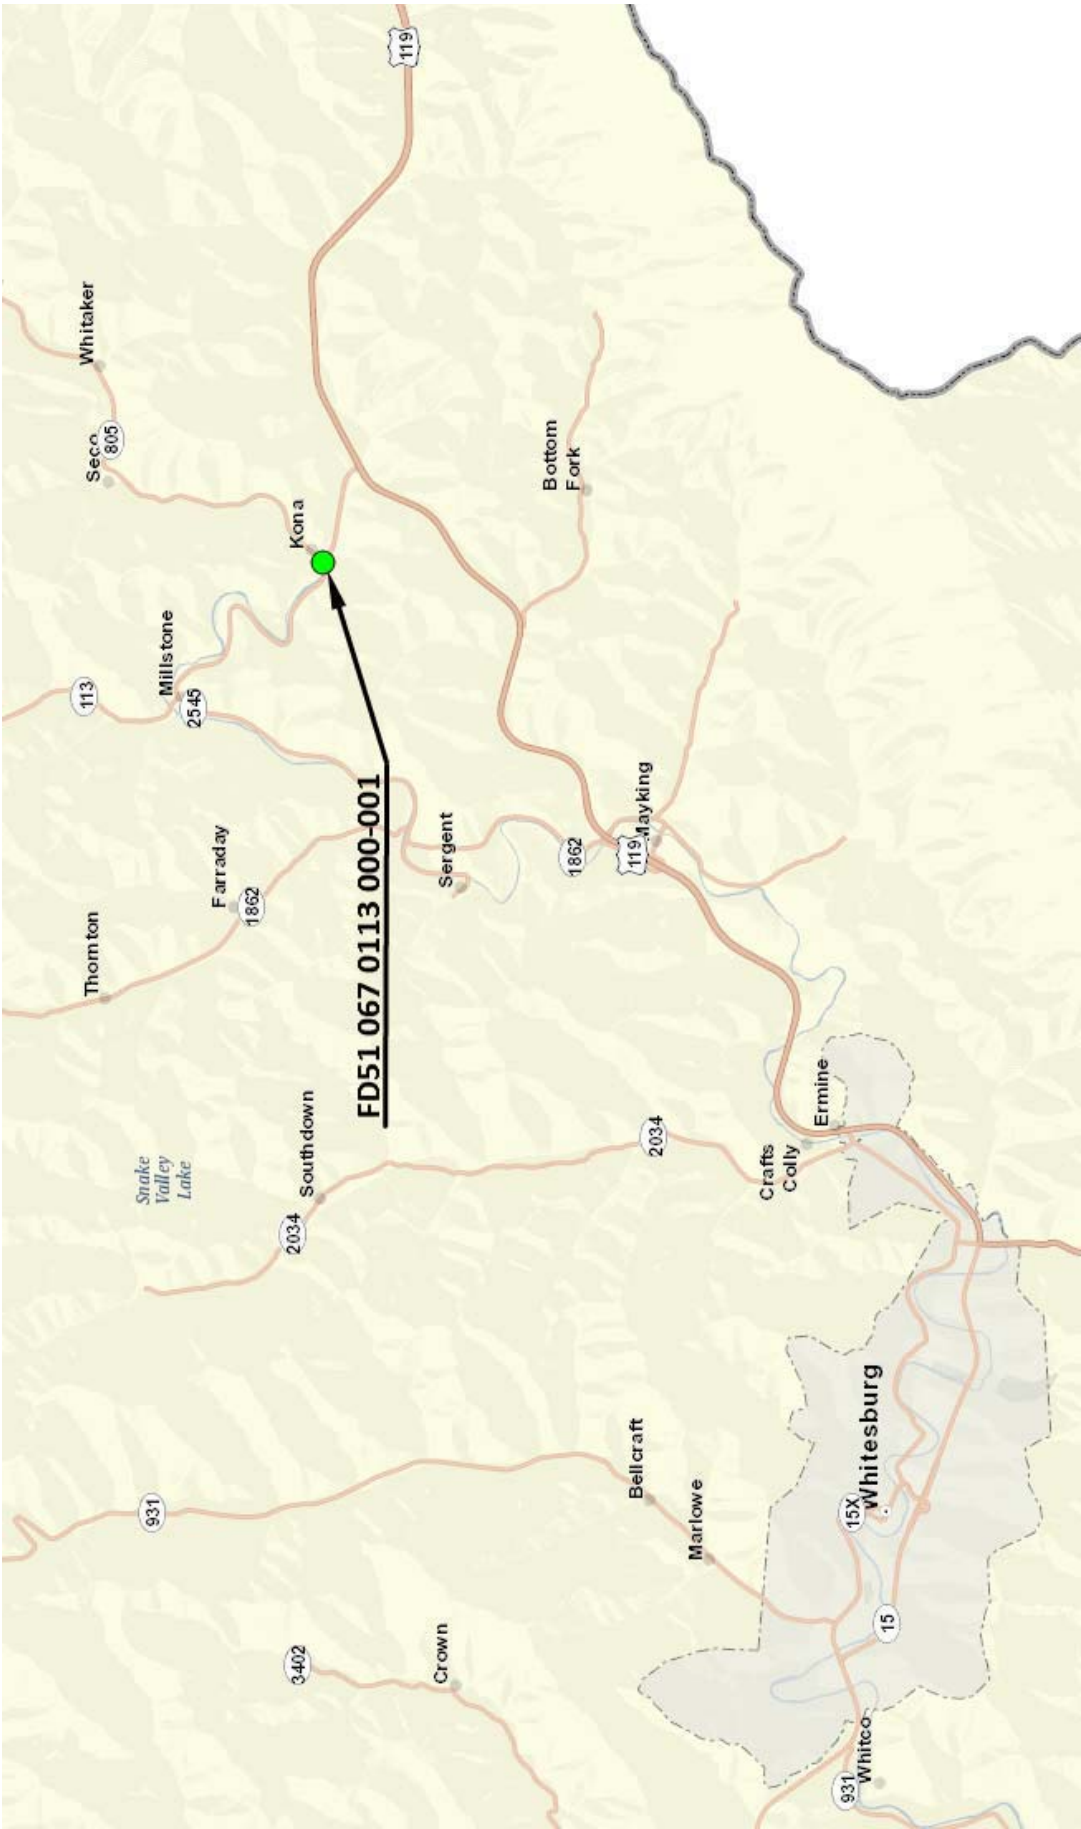 113
Whitaker
Thornton
Seco
805
Snake
Valley
Lake
931
Millstone
2545
Farraday
1862
2034
Kona
3402
Southdown
FD51 067 0113 000-001
119
Crown
Sergent
Bottom
Fork
1862
119
Bellcraft
Mayking
2034
Marlowe
Crafts
Colly
Ermine
931
15X
Whitco
Whitesburg
15